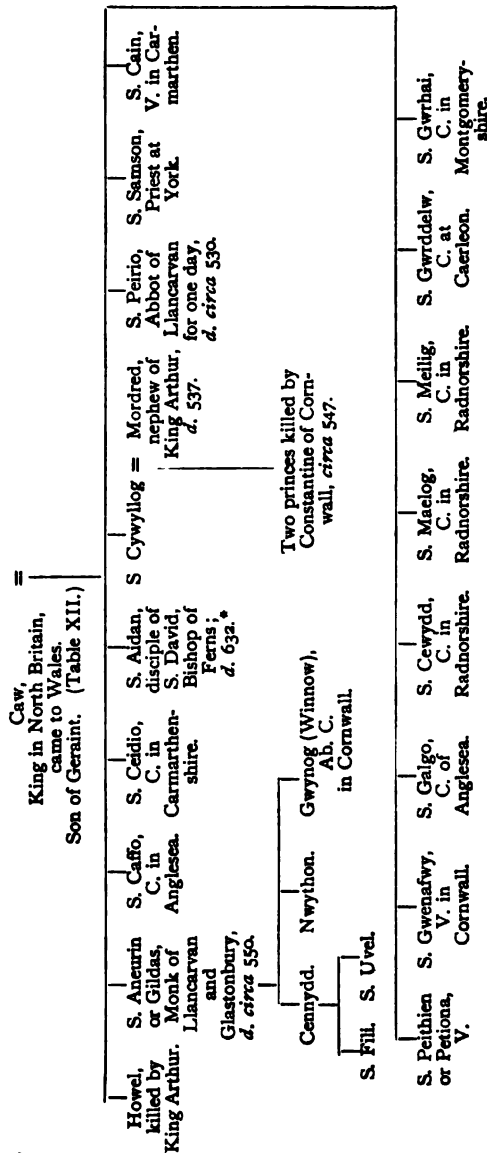 Caw,
King in North Britain,
came to Wales.
Son of Geraint. (Table XII.)
=
Howel,
killed by
King Arthur.
S. Aneurin
or Gildas,
Monk of
Llancarvan
and
Glastonbury,
d. circa 550.
S. Caffo,
C. in
Anglesea.
S. Ceidio,
C. in
Carmarthen-
shire.
S. Aidan,
disciple of
S. David,
Bishop of
Ferns;
d. 632.*
S Cywyllog =
Mordred,
nephew of
King Arthur,
d. 537.
S. Peirio,
Abbot of
Llancarvan
for one day,
d. circa 530.
S. Samson,
Priest at
York.
S. Cain,
V. in Car-
marthen.
Two princes killed by
Constantine of Corn-
wall, circa 547.
Cennydd.
Nwython.
Gwynog (Winnow),
Ab. C.
in Cornwall.
S. Fili.
S. Uvel.
S. Peithien
or Petiona,
V.
S. Gwenafwy,
V. in
Cornwall.
S. Galgo,
C. of
Anglesea.
S. Cewydd,
C. in
Radnorshire.
S. Maelog,
C. in
Radnorshire.
S. Meilig,
C. in
Radnorshire.
S. Gwrddelw,
C. at
Caerleon.
S. Gwrhai,
C. in
Montgomery-
shire.